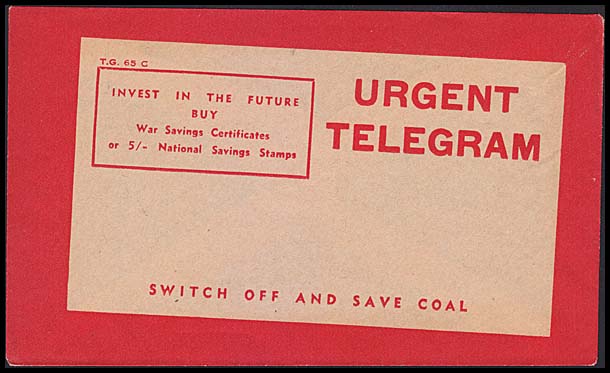 T.G. 65 C
INVEST IN THE FUTURE
BUY
War Savings Certificates
or 5/- National Savings Stamps
URGENT
TELEGRAM
SWITCH OFF AND SAVE COAL